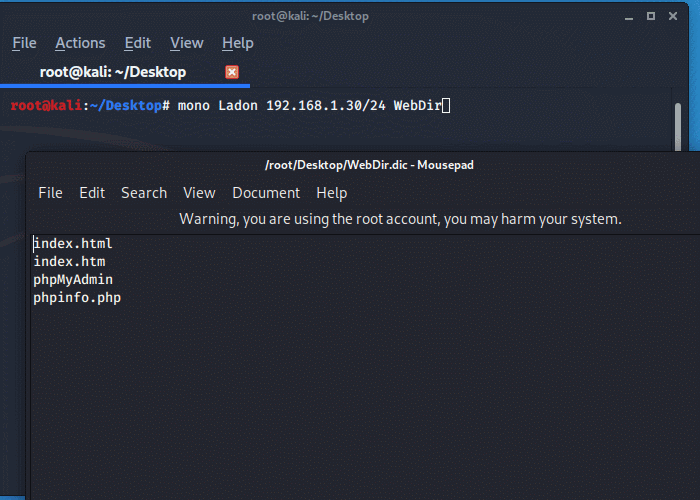 root@kali: ~/Desktop
File Actions Edit View Help
root@kali: ~/Desktop
root@kali:~/Desktop# mono Ladon 192.168.1.30/24 WebDir
/root/Desktop/WebDir.dic - Mousepad
File Edit Search View Document Help
Warning, you are using the root account, you may harm your system.
index.html
index.htm
phpMyAdmin
phpinfo.php